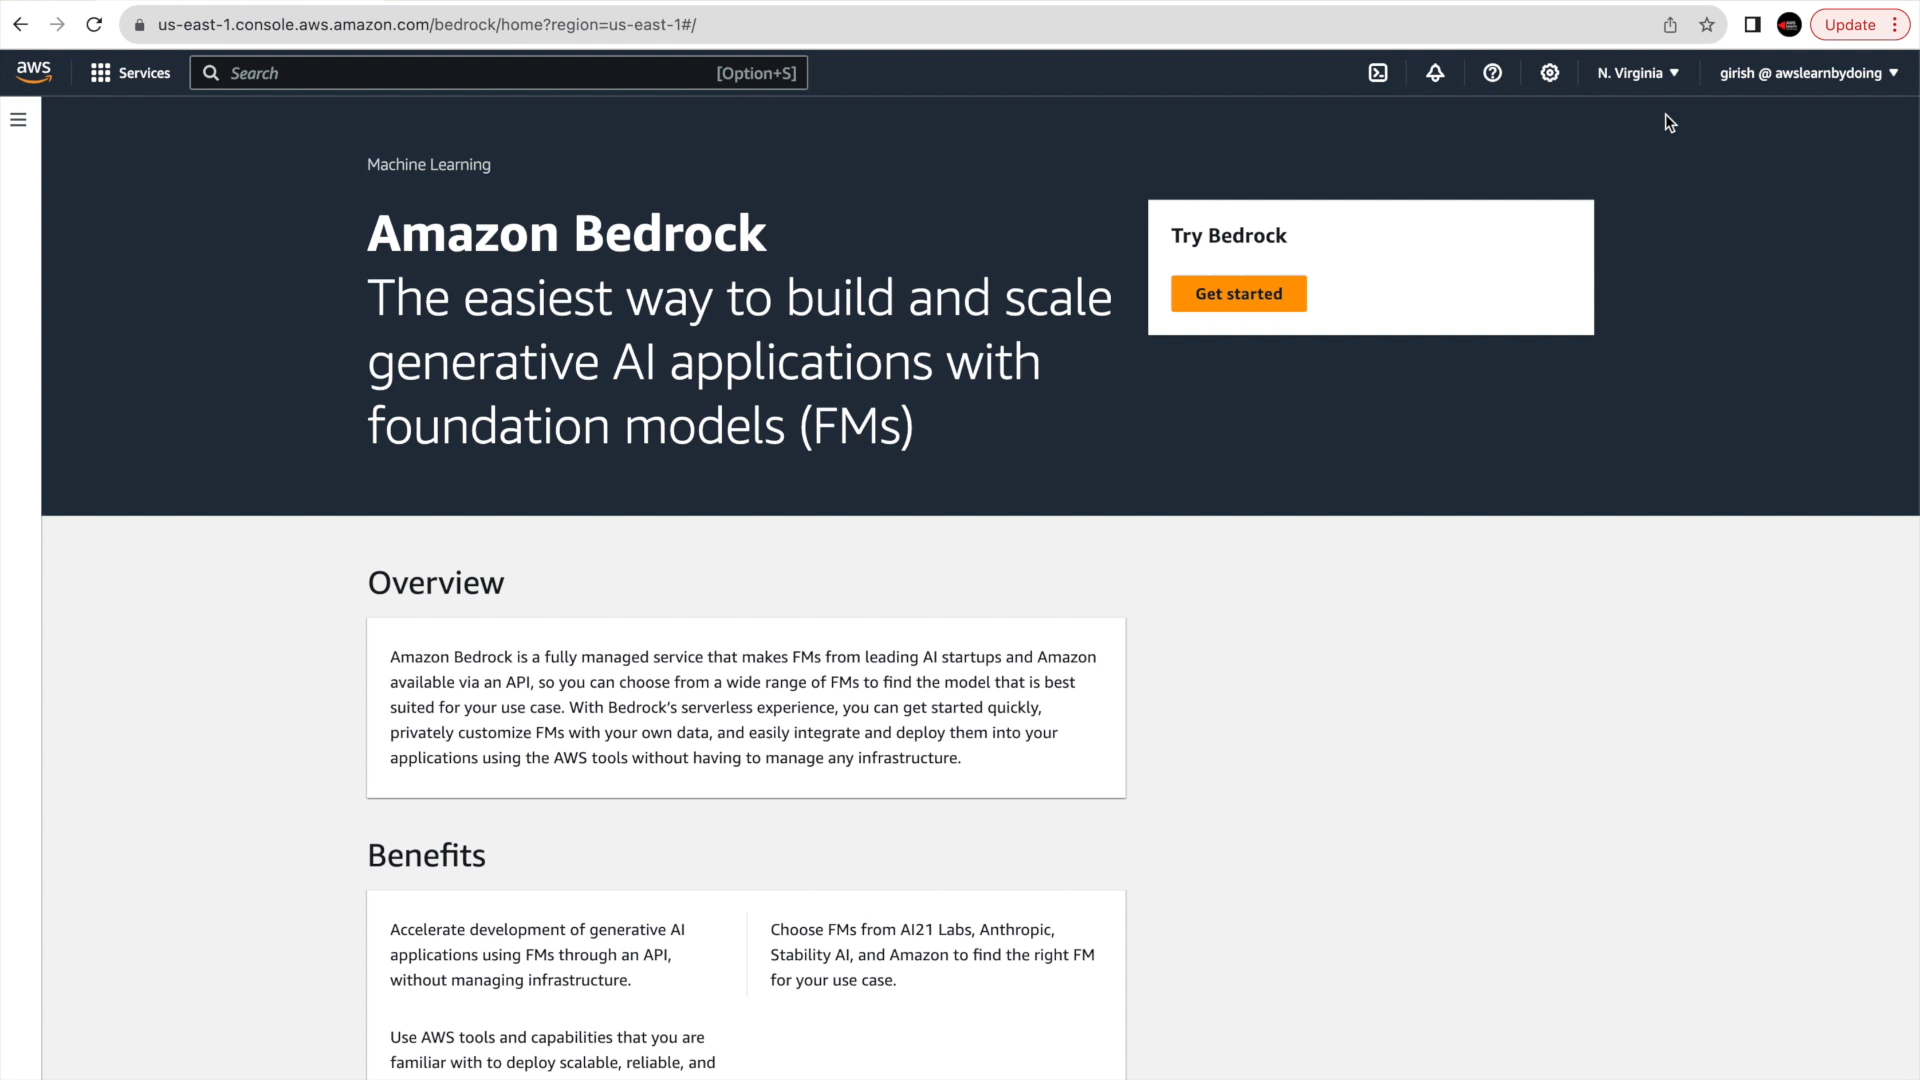 us-east-1.console.aws.amazon.com/bedrock/home?region=us-east-1#/
Update
aws
Services
Search
[Option+S]
N. Virginia
girish @ awslearnbydoing
Machine Learning
Amazon Bedrock
The easiest way to build and scale
generative AI applications with
foundation models (FMs)
Try Bedrock
Get started
Overview
Amazon Bedrock is a fully managed service that makes FMs from leading AI startups and Amazon
available via an API, so you can choose from a wide range of FMs to find the model that is best
suited for your use case. With Bedrock’s serverless experience, you can get started quickly,
privately customize FMs with your own data, and easily integrate and deploy them into your
applications using the AWS tools without having to manage any infrastructure.
Benefits
Accelerate development of generative AI
applications using FMs through an API,
without managing infrastructure.
Choose FMs from AI21 Labs, Anthropic,
Stability AI, and Amazon to find the right FM
for your use case.
Use AWS tools and capabilities that you are
familiar with to deploy scalable, reliable, and